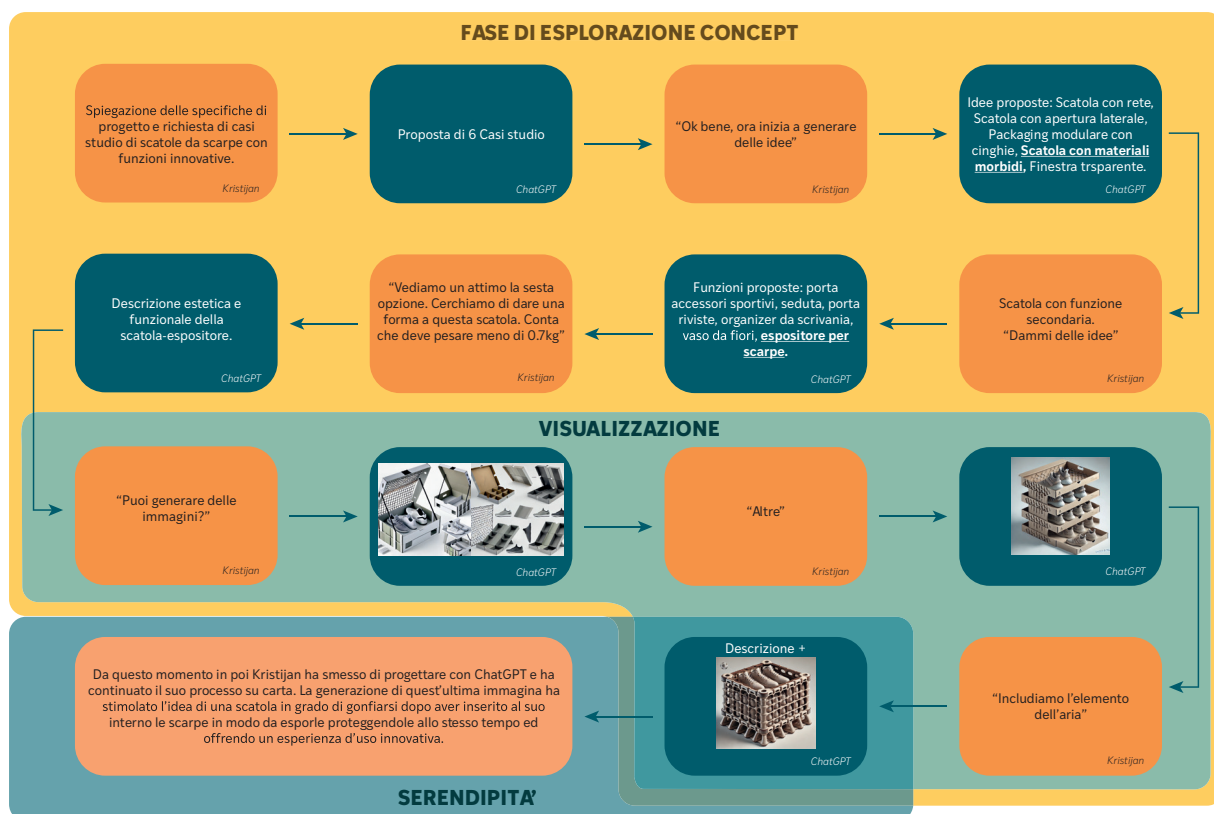 FASE DI ESPLORAZIONE CONCEPT
Spiegazione delle specifiche di
progetto e richiesta di casi
studio di scatole da scarpe con
funzioni innovative.
Kristijan
Proposta di 6 Casi studio
ChatGPT
“Ok bene, ora inizia a generare
delle idee”
Kristijan
Idee proposte: Scatola con rete,
Scatola con apertura laterale,
Packaging modulare con
cinghie, Scatola con materiali
morbidi, Finestra trsparente.
ChatGPT
Scatola con funzione
secondaria.
“Dammi delle idee”
Kristijan
Funzioni proposte: porta
accessori sportivi, seduta, porta
riviste, organizer da scrivania,
vaso da fiori, espositore per
scarpe.
ChatGPT
“Vediamo un attimo la sesta
opzione. Cerchiamo di dare una
forma a questa scatola. Conta
che deve pesare meno di 0.7kg”
Kristijan
Descrizione estetica e
funzionale della
scatola-espositore.
ChatGPT
VISUALIZZAZIONE
“Puoi generare delle
immagini?”
Kristijan
ChatGPT
“Altre”
Kristijan
ChatGPT
“Includiamo l’elemento
dell’aria”
Kristijan
Descrizione +
ChatGPT
Da questo momento in poi Kristijan ha smesso di progettare con ChatGPT e ha
continuato il suo processo su carta. La generazione di quest’ultima immagina ha
stimolato l’idea di una scatola in grado di gonfiarsi dopo aver inserito al suo
interno le scarpe in modo da esporle proteggendole allo stesso tempo ed
offrendo un esperienza d’uso innovativa.
SERENDIPITA’